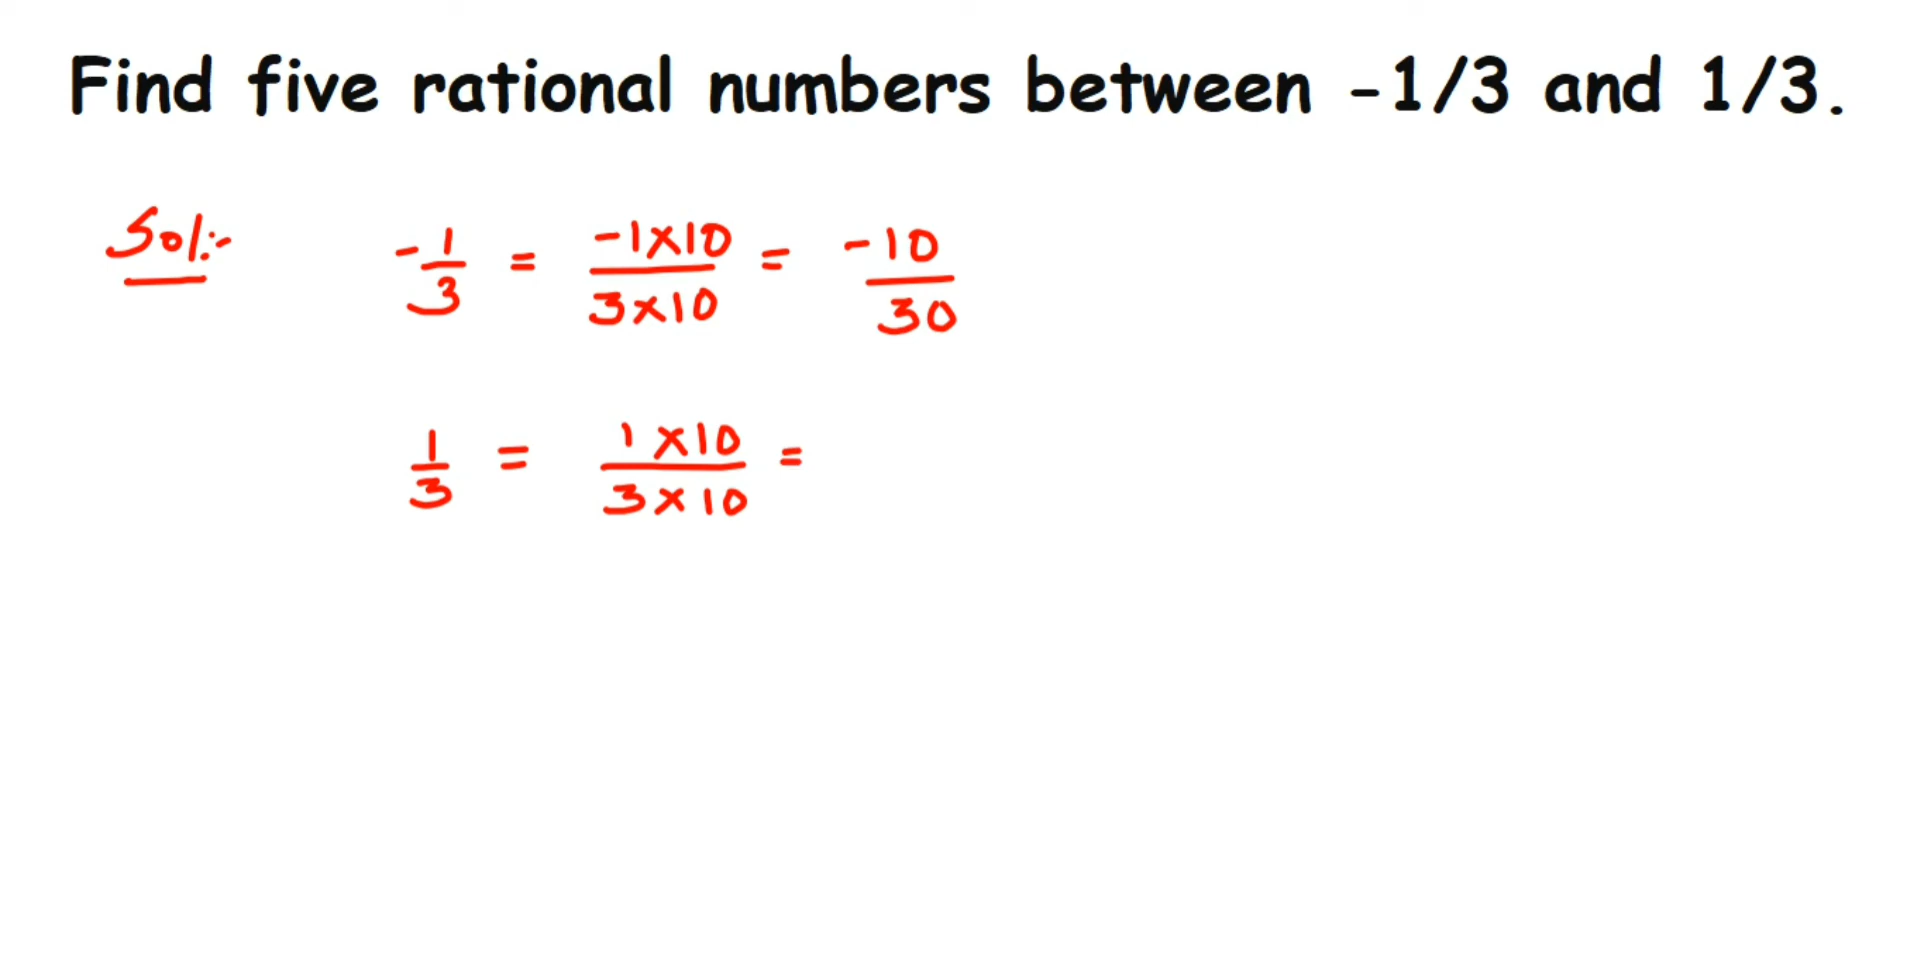 Find five rational numbers between -1/3 and 1/3.
Sol:- -1/3 = -1×10/3×10 = -10/30
1/3 = 1×10/3×10 =